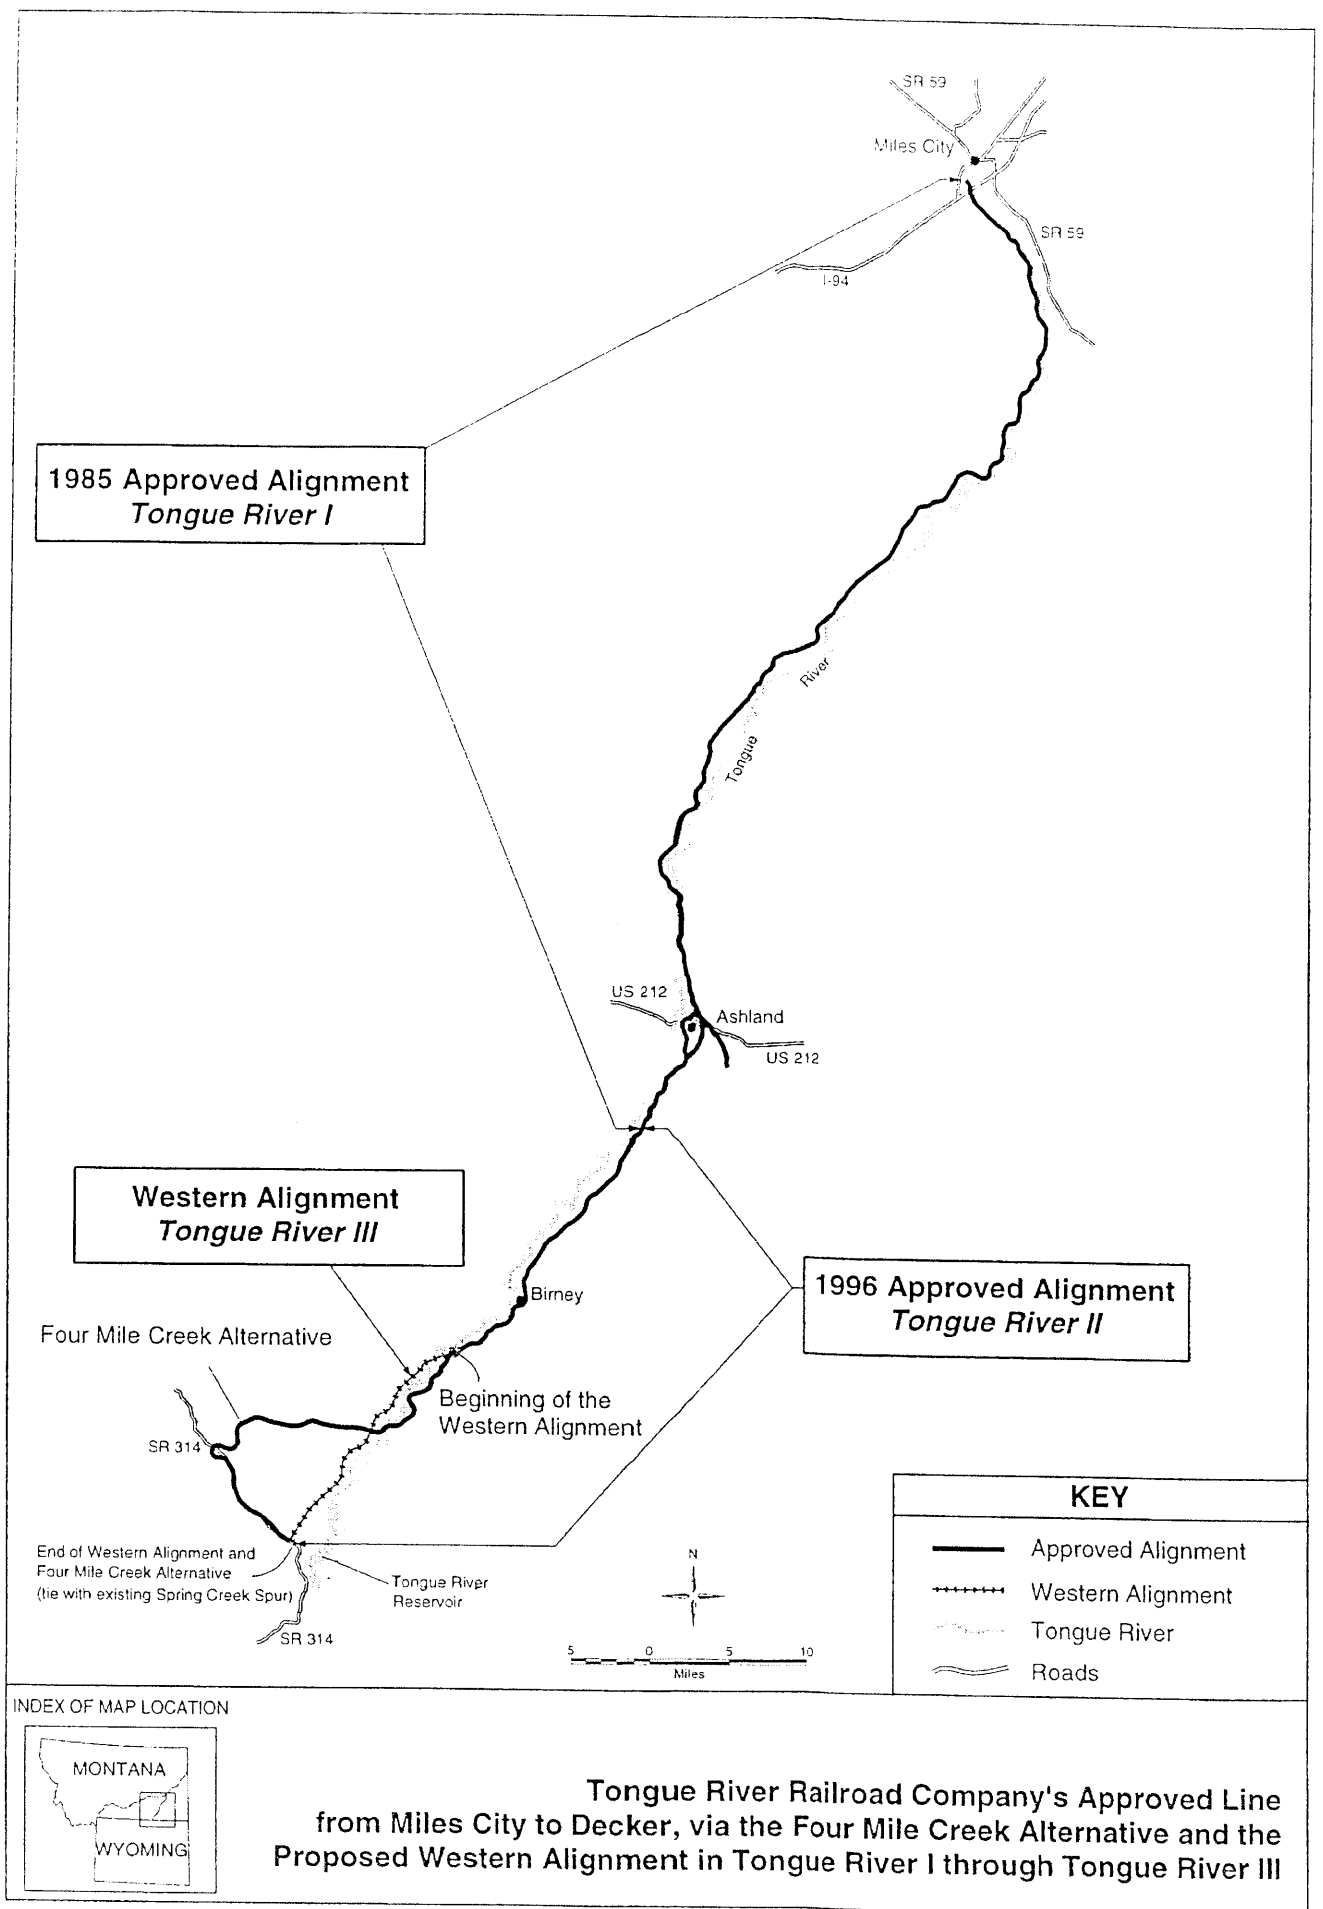 SR 59
Miles City
SR 59
I-94
1985 Approved Alignment
Tongue River I
River
Tongue
US 212
Ashland
US 212
Western Alignment
Tongue River III
1996 Approved Alignment
Tongue River II
Birney
Four Mile Creek Alternative
Beginning of the
Western Alignment
SR 314
End of Western Alignment and
Four Mile Creek Alternative
(tie with existing Spring Creek Spur)
Tongue River
Reservoir
SR 314
N
5 0 5 10
Miles
KEY
Approved Alignment
Western Alignment
Tongue River
Roads
INDEX OF MAP LOCATION
MONTANA
WYOMING
Tongue River Railroad Company's Approved Line
from Miles City to Decker, via the Four Mile Creek Alternative and the
Proposed Western Alignment in Tongue River I through Tongue River III